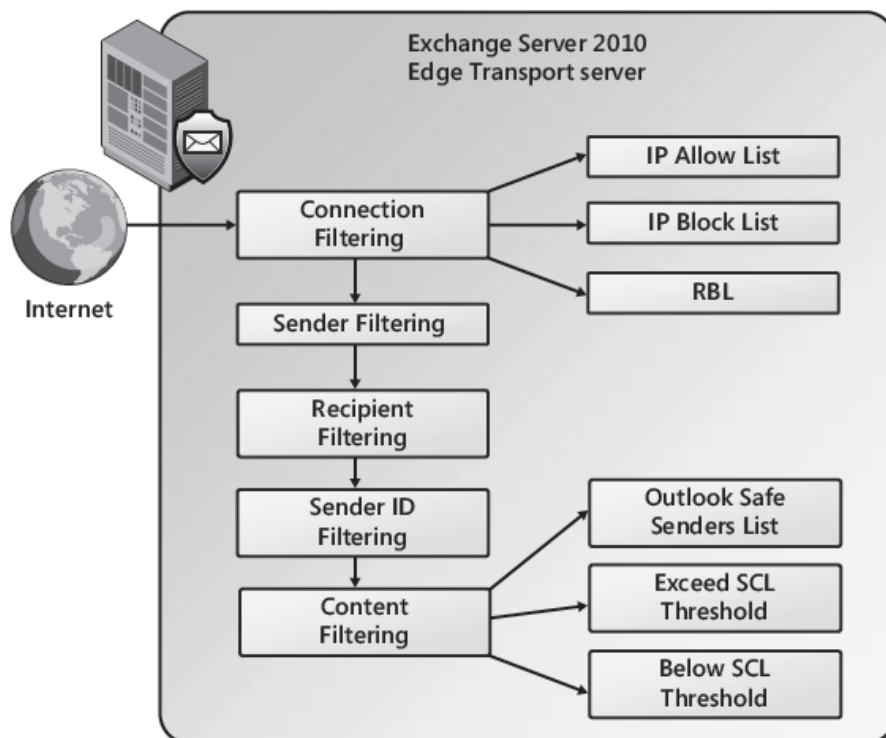 Exchange Server 2010
Edge Transport server
IP Allow List
Connection
Filtering
IP Block List
RBL
Internet
Sender Filtering
Recipient
Filtering
Sender ID
Filtering
Outlook Safe
Senders List
Content
Filtering
Exceed SCL
Threshold
Below SCL
Threshold